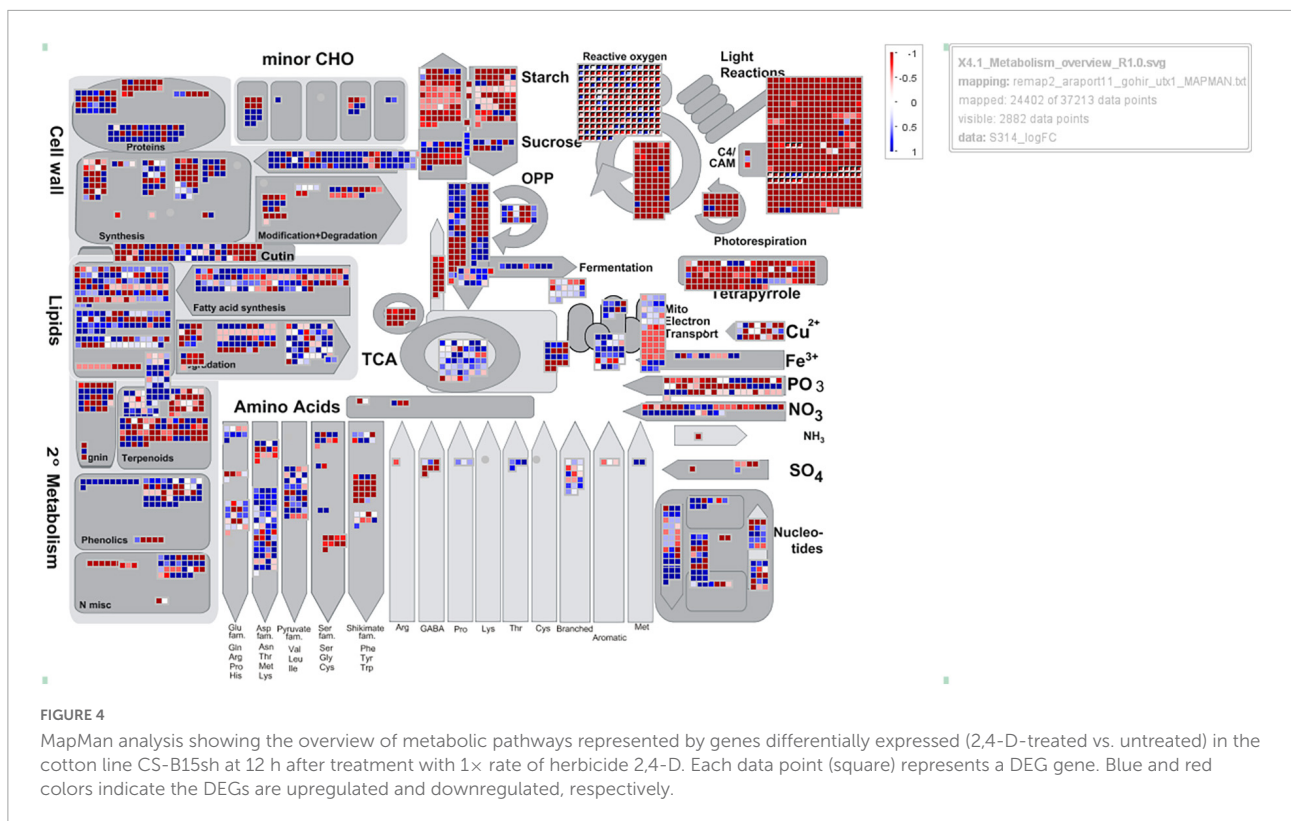 minor CHO
Reactive oxygen
Light
Reactions
Starch
Sucrose
OPP
C4/
CAM
Photorespiration
Cell wall
Proteins
Synthesis
Modification+Degradation
Cutin
Lipids
Fatty acid synthesis
gradation
Fermentation
Tetrapyrrole
Mito
Electron
Transport
TCA
Cu2+
Fe3+
PO 3
NO3
NH3
SO4
Amino Acids
2° Metabolism
gnin
Terpenoids
Phenolics
N misc
Nucleo-
tides
Glu
fam.
Gln
Arg
Pro
His
Asp
fam.
Asn
Thr
Met
Lys
Pyruvate
fam.
Val
Leu
Ile
Ser
fam.
Ser
Gly
Cys
Shikimate
fam.
Phe
Tyr
Trp
Arg
GABA
Pro
Lys
Thr
Cys
Branched
Aromatic
Met
-1
-0.5
0
0.5
1
X4.1_Metabolism_overview_R1.0.svg
mapping: remap2_araport11_gohir_utx1_MAPMAN.txt
mapped: 24402 of 37213 data points
visible: 2882 data points
data: S314_logFC
FIGURE 4
MapMan analysis showing the overview of metabolic pathways represented by genes differentially expressed (2,4-D-treated vs. untreated) in the
cotton line CS-B15sh at 12 h after treatment with 1× rate of herbicide 2,4-D. Each data point (square) represents a DEG gene. Blue and red
colors indicate the DEGs are upregulated and downregulated, respectively.